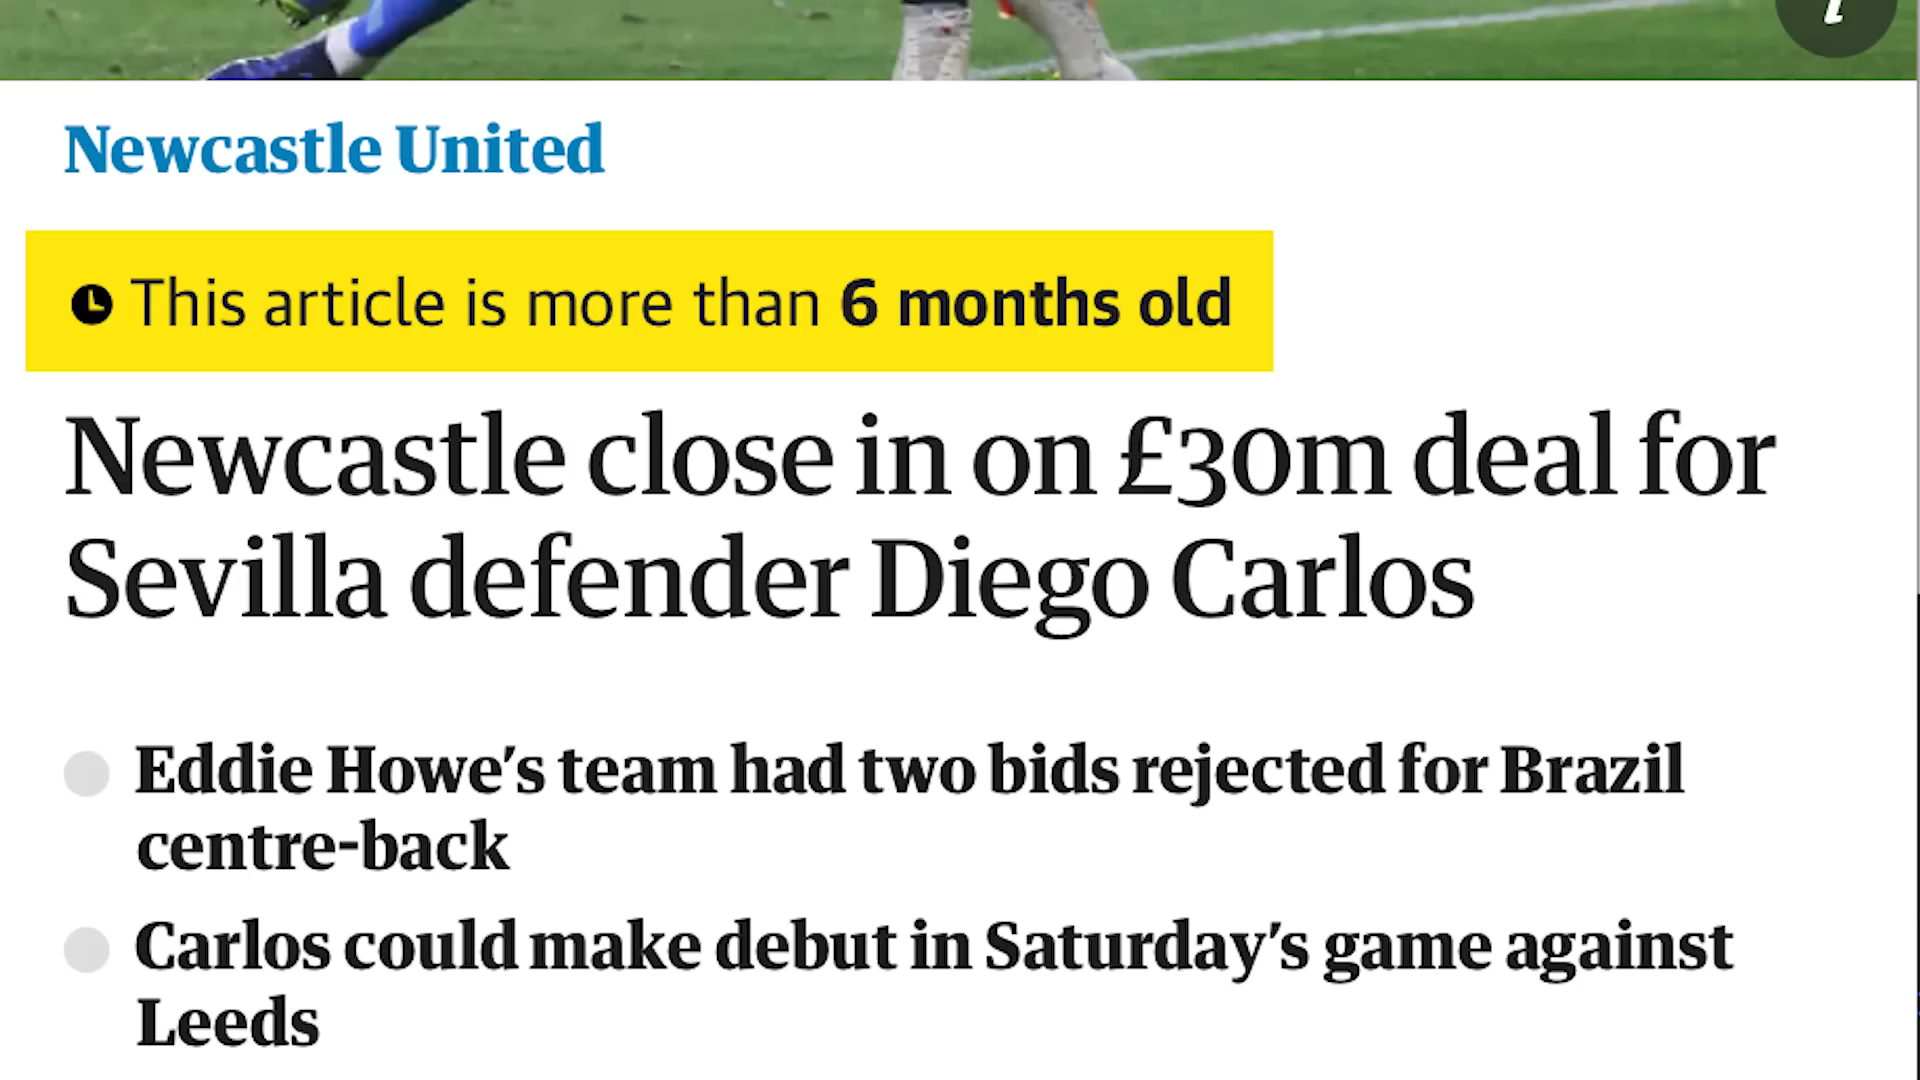 i
Newcastle United
This article is more than 6 months old
Newcastle close in on £30m deal for
Sevilla defender Diego Carlos
Eddie Howe’s team had two bids rejected for Brazil
centre-back
Carlos could make debut in Saturday’s game against
Leeds